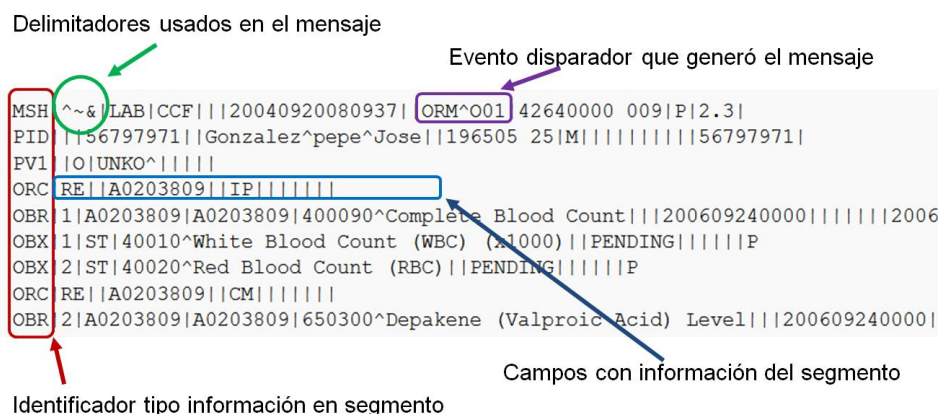 Delimitadores usados en el mensaje
Evento disparador que generó el mensaje
MSH|^~&|LAB|CCF|||20040920080937||ORM^O01|42640000 009|P|2.3|
PID|||56797971||Gonzalez^pepe^Jose||196505 25|M||||||||||56797971|
PV1||O|UNKO^|||||
ORC|RE||A0203809||IP|||||||
OBR|1|A0203809|A0203809|400090^Complete Blood Count|||200609240000|||||||2006
OBX|1|ST|40010^White Blood Count (WBC) (x1000)||PENDING||||||P
OBX|2|ST|40020^Red Blood Count (RBC)||PENDING||||||P
ORC|RE||A0203809||CM|||||||
OBR|2|A0203809|A0203809|650300^Depakene (Valproic Acid) Level|||200609240000|
Campos con información del segmento
Identificador tipo información en segmento